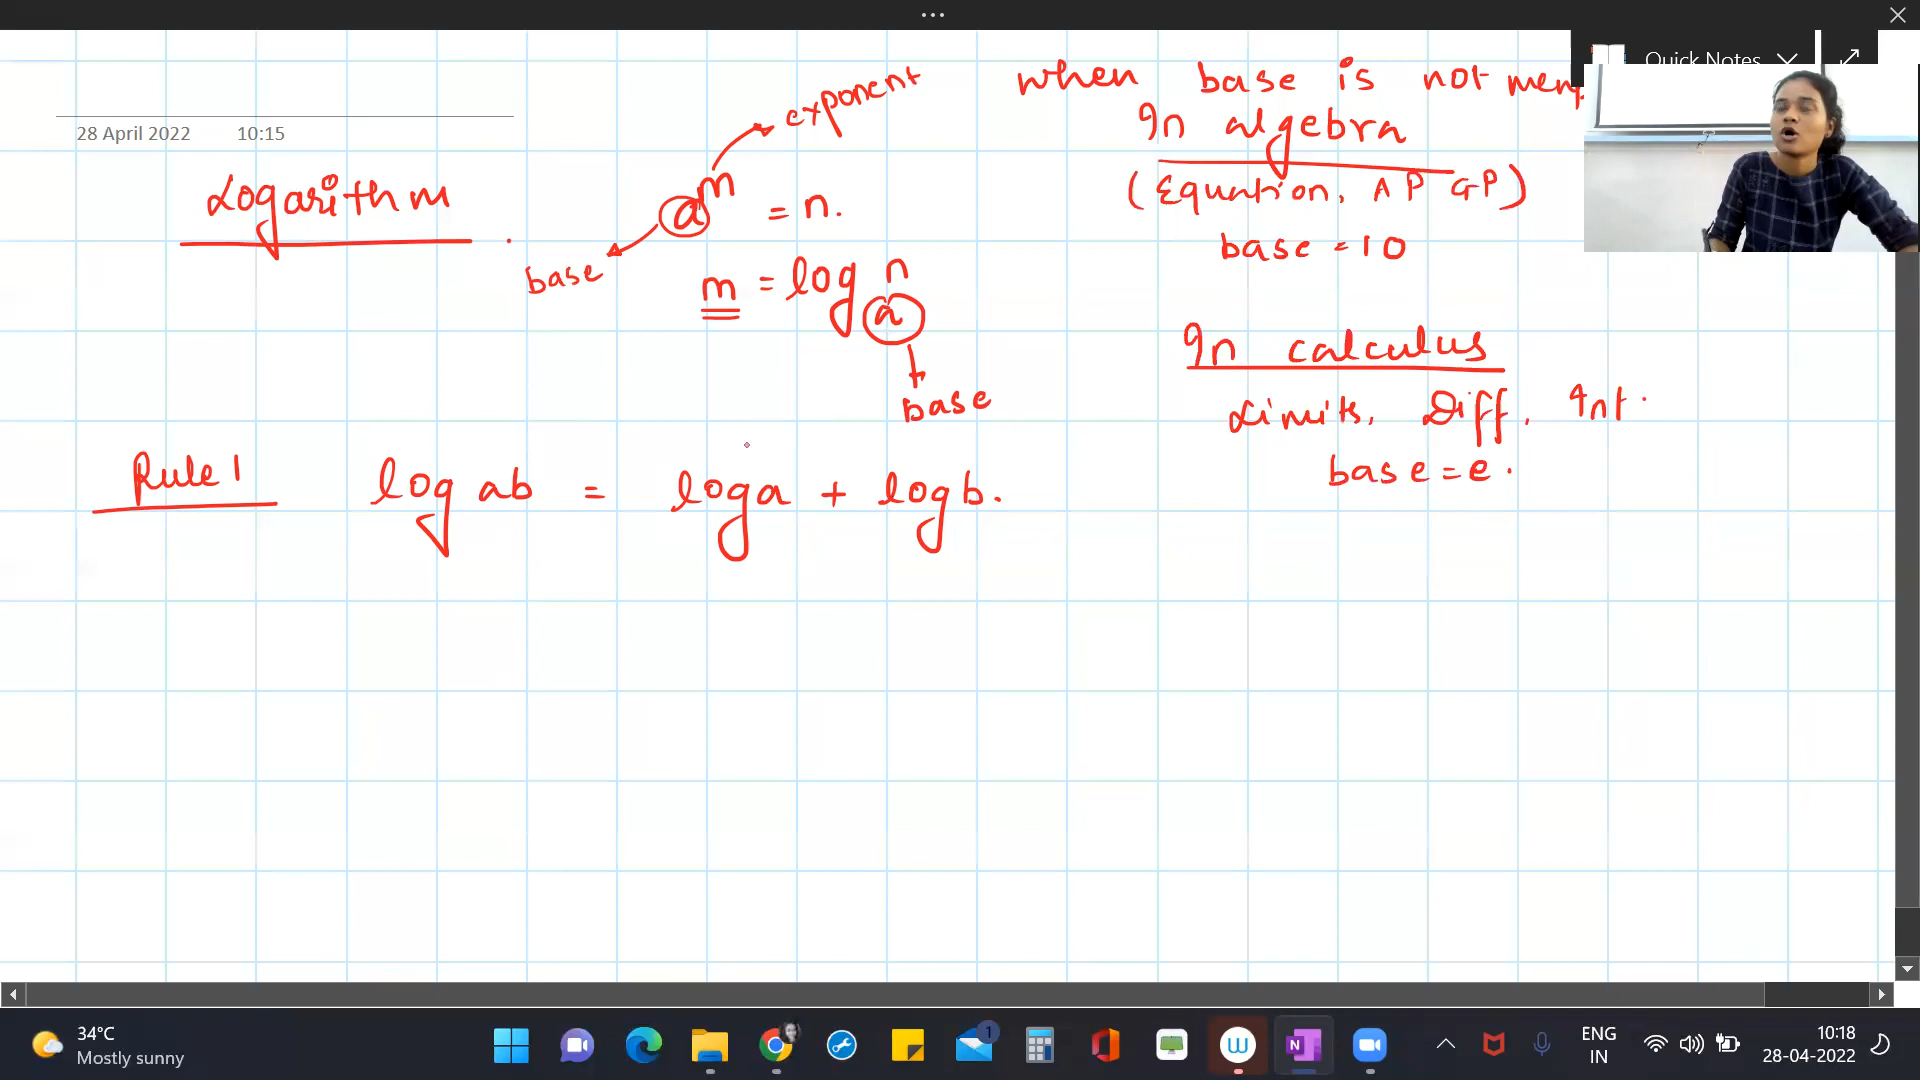 Quick Notes
28 April 2022 10:15
Logarithm.
exponent
a^m = n.
base
m = log_a n
base
when base is not
In algebra
(Equation, AP GP)
base = 10
In calculus
Limits, Diff, Int.
base = e.
Rule 1 log ab = log a + log b.
34°C
Mostly sunny
1
ENG
IN
10:18
28-04-2022